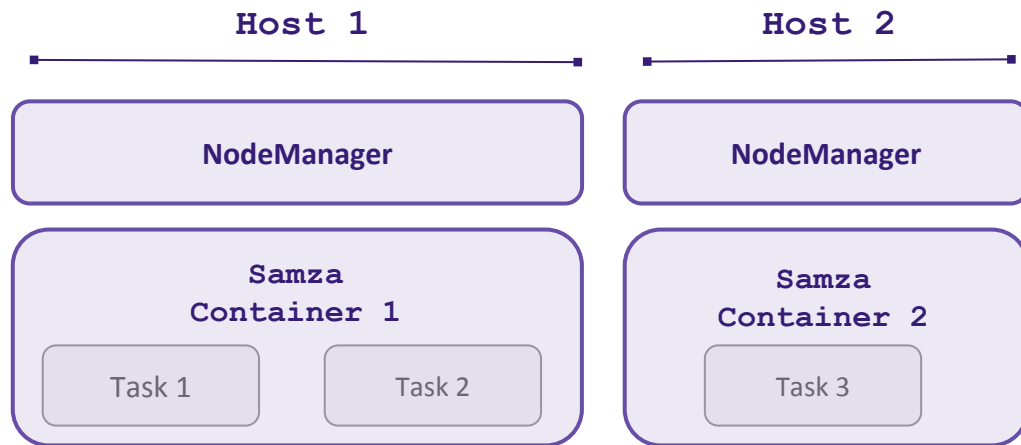 Host 1
Host 2
NodeManager
NodeManager
Samza
Container 1
Samza
Container 2
Task 1
Task 2
Task 3